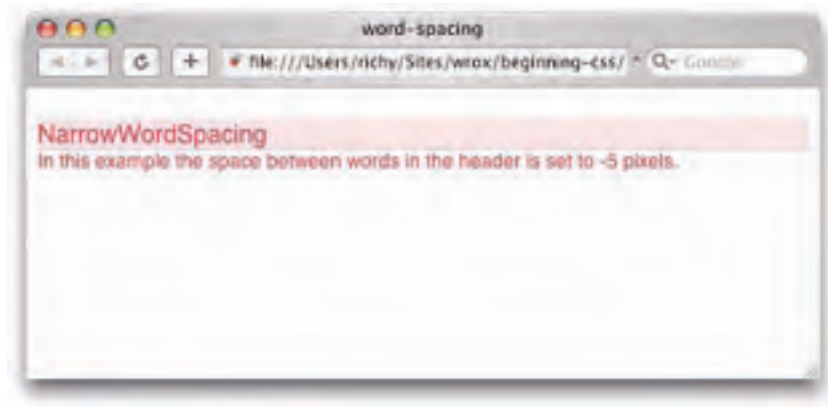 word-spacing
file:///Users/richy/Sites/wrox/beginning-css/ Google
NarrowWordSpacing
In this example the space between words in the header is set to -5 pixels.